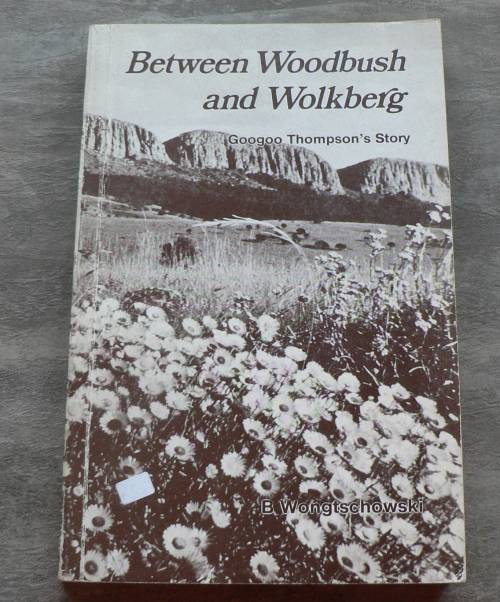 Between Woodbush
and Wolkberg
Googoo Thompson's Story
B Wongtschowski